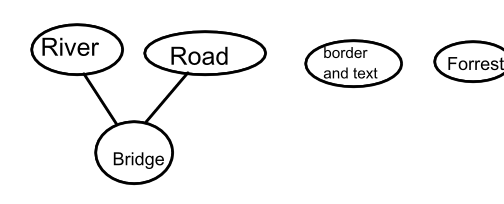 River
Road
border
and text
Forrest
Bridge